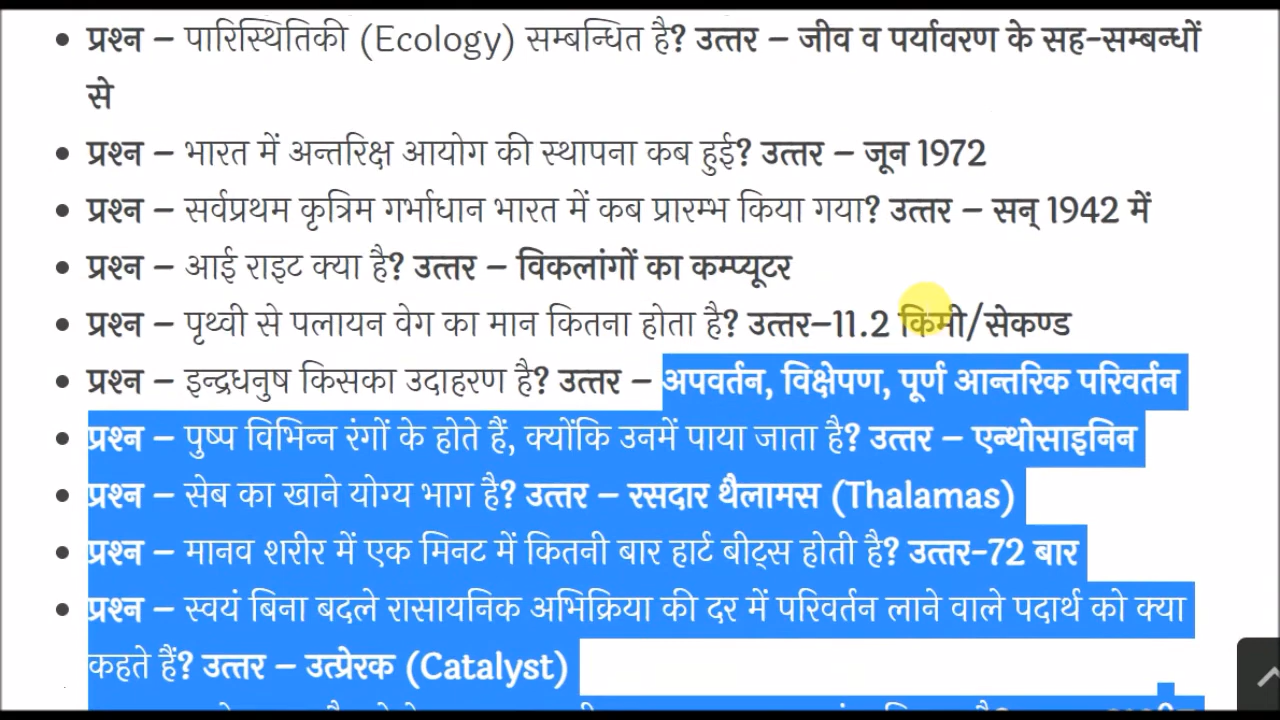 • प्रश्न – पारिस्थितिकी (Ecology) सम्बन्धित है? उत्तर – जीव व पर्यावरण के सह-सम्बन्धों
से
• प्रश्न – भारत में अन्तरिक्ष आयोग की स्थापना कब हुई? उत्तर – जून 1972
• प्रश्न – सर्वप्रथम कृत्रिम गर्भाधान भारत में कब प्रारम्भ किया गया? उत्तर – सन् 1942 में
• प्रश्न – आई राइट क्या है? उत्तर – विकलांगों का कम्प्यूटर
• प्रश्न – पृथ्वी से पलायन वेग का मान कितना होता है? उत्तर–11.2 किमी/सेकण्ड
• प्रश्न – इन्द्रधनुष किसका उदाहरण है? उत्तर – अपवर्तन, विक्षेपण, पूर्ण आन्तरिक परिवर्तन
• प्रश्न – पुष्प विभिन्न रंगों के होते हैं, क्योंकि उनमें पाया जाता है? उत्तर – एन्थोसाइनिन
• प्रश्न – सेब का खाने योग्य भाग है? उत्तर – रसदार थैलामस (Thalamas)
• प्रश्न – मानव शरीर में एक मिनट में कितनी बार हार्ट बीट्स होती है? उत्तर-72 बार
• प्रश्न – स्वयं बिना बदले रासायनिक अभिक्रिया की दर में परिवर्तन लाने वाले पदार्थ को क्या
कहते हैं? उत्तर – उत्प्रेरक (Catalyst)